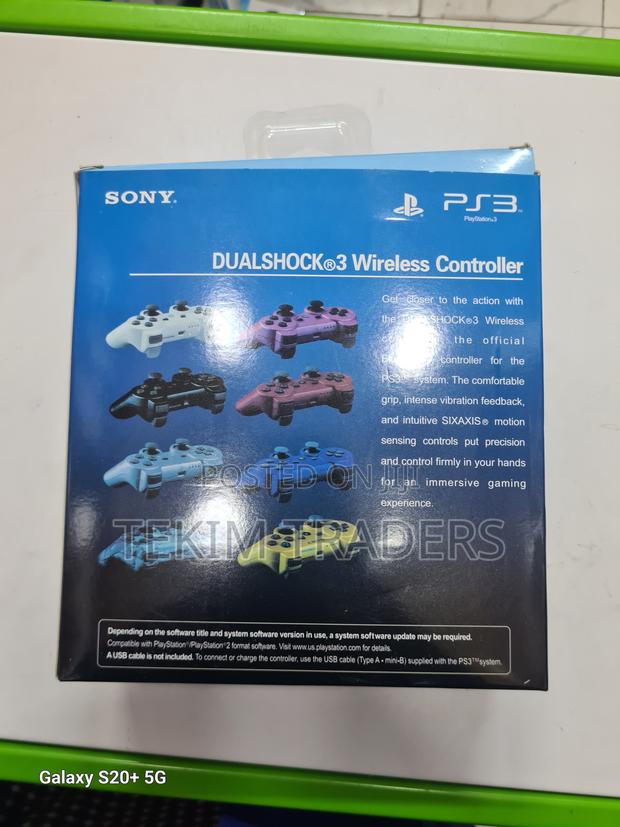 SONY®
PS3™
PlayStation®3
DUALSHOCK®3 Wireless Controller
Get closer to the action with
the DUALSHOCK®3 Wireless
the official
controller for the
PS3™ system. The comfortable
grip, intense vibration feedback,
and intuitive SIXAXIS® motion
sensing controls put precision
and control firmly in your hands
for an immersive gaming
experience.
POSTED ON JIJI
TEKIM TRADERS
Depending on the software title and system software version in use, a system software update may be required.
Compatible with PlayStation®/PlayStation®2 format software. Visit www.us.playstation.com for details.
A USB cable is not included. To connect or charge the controller, use the USB cable (Type A - mini-B) supplied with the PS3™system.
Galaxy S20+ 5G